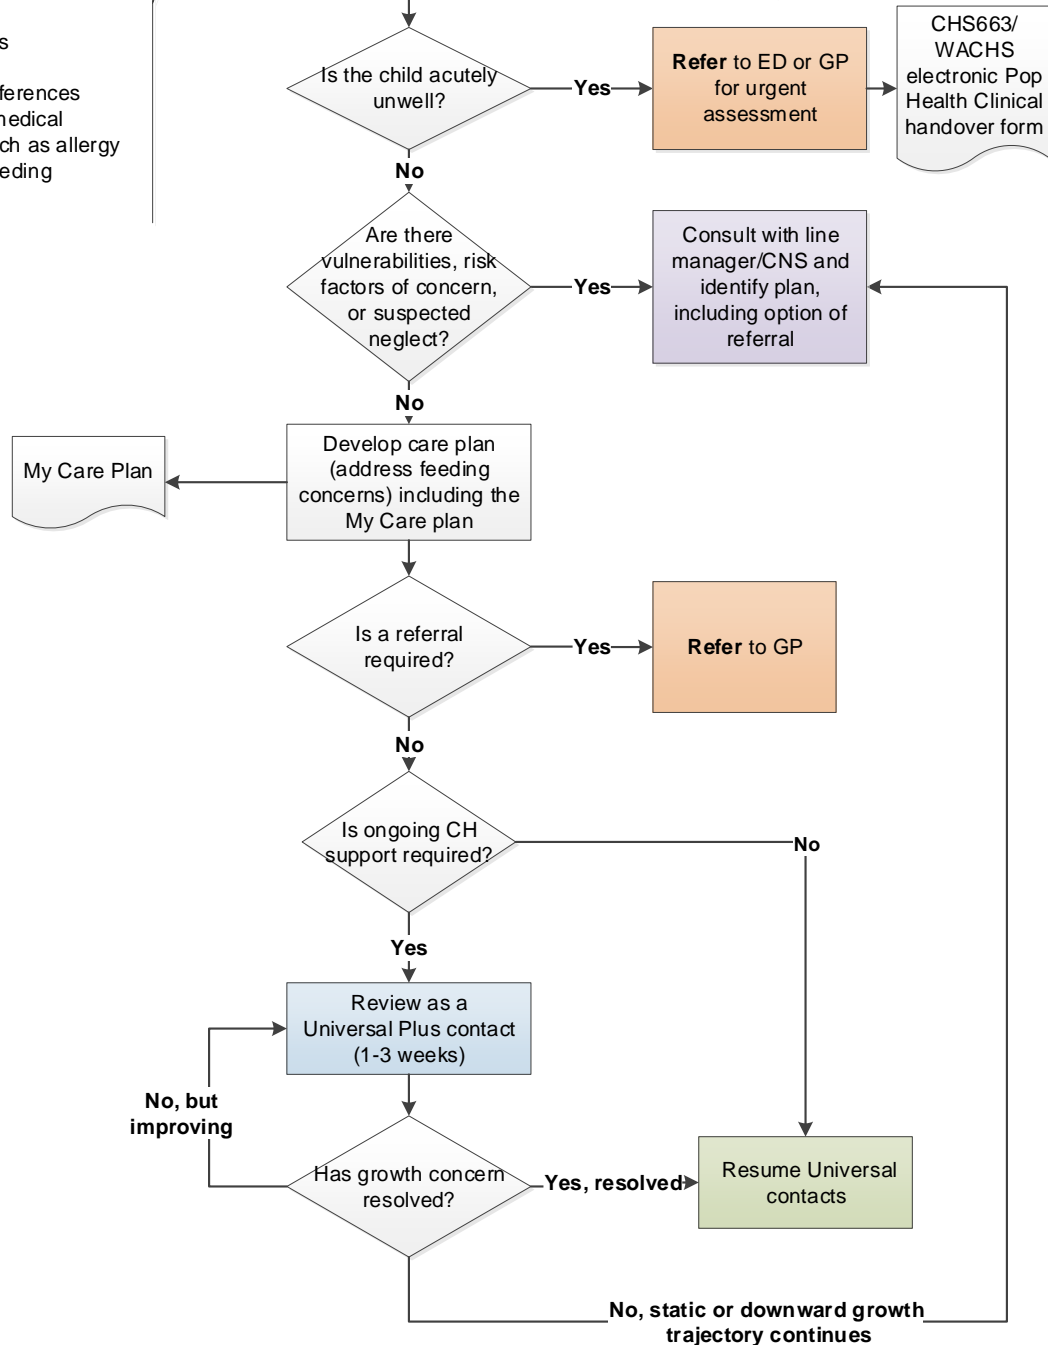 s
ferences
medical
ch as allergy
eding
Is the child acutely
unwell?
Yes
Refer to ED or GP
for urgent
assessment
CHS663/
WACHS
electronic Pop
Health Clinical
handover form
No
Are there
vulnerabilities, risk
factors of concern,
or suspected
neglect?
Yes
Consult with line
manager/CNS and
identify plan,
including option of
referral
No
Develop care plan
(address feeding
concerns) including the
My Care plan
My Care Plan
Is a referral
required?
Yes
Refer to GP
No
Is ongoing CH
support required?
No
Yes
Review as a
Universal Plus contact
(1-3 weeks)
No, but
improving
Has growth concern
resolved?
Yes, resolved
Resume Universal
contacts
No, static or downward growth
trajectory continues